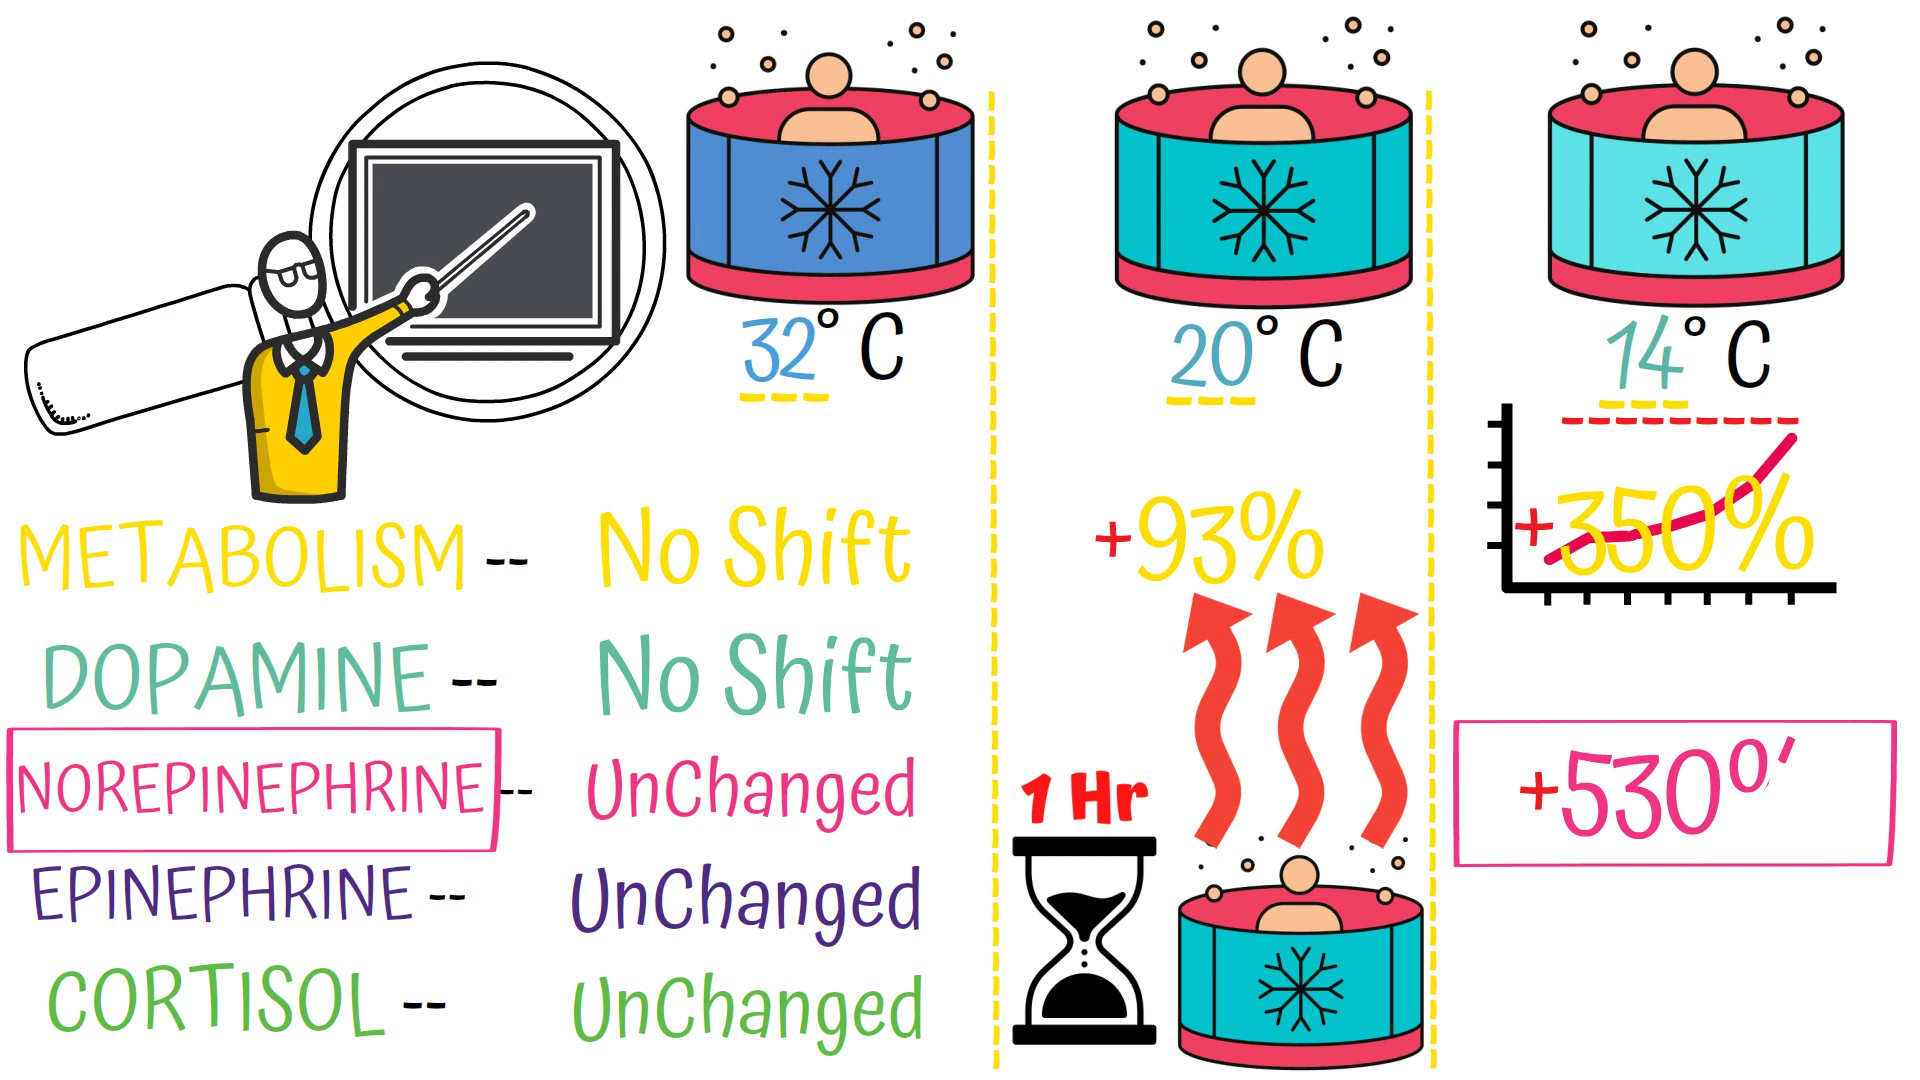 32° C
20° C
14° C
METABOLISM -- No Shift +93% +350%
DOPAMINE -- No Shift
NOREPINEPHRINE -- UnChanged +530%
1 Hr
EPINEPHRINE -- UnChanged
CORTISOL -- UnChanged